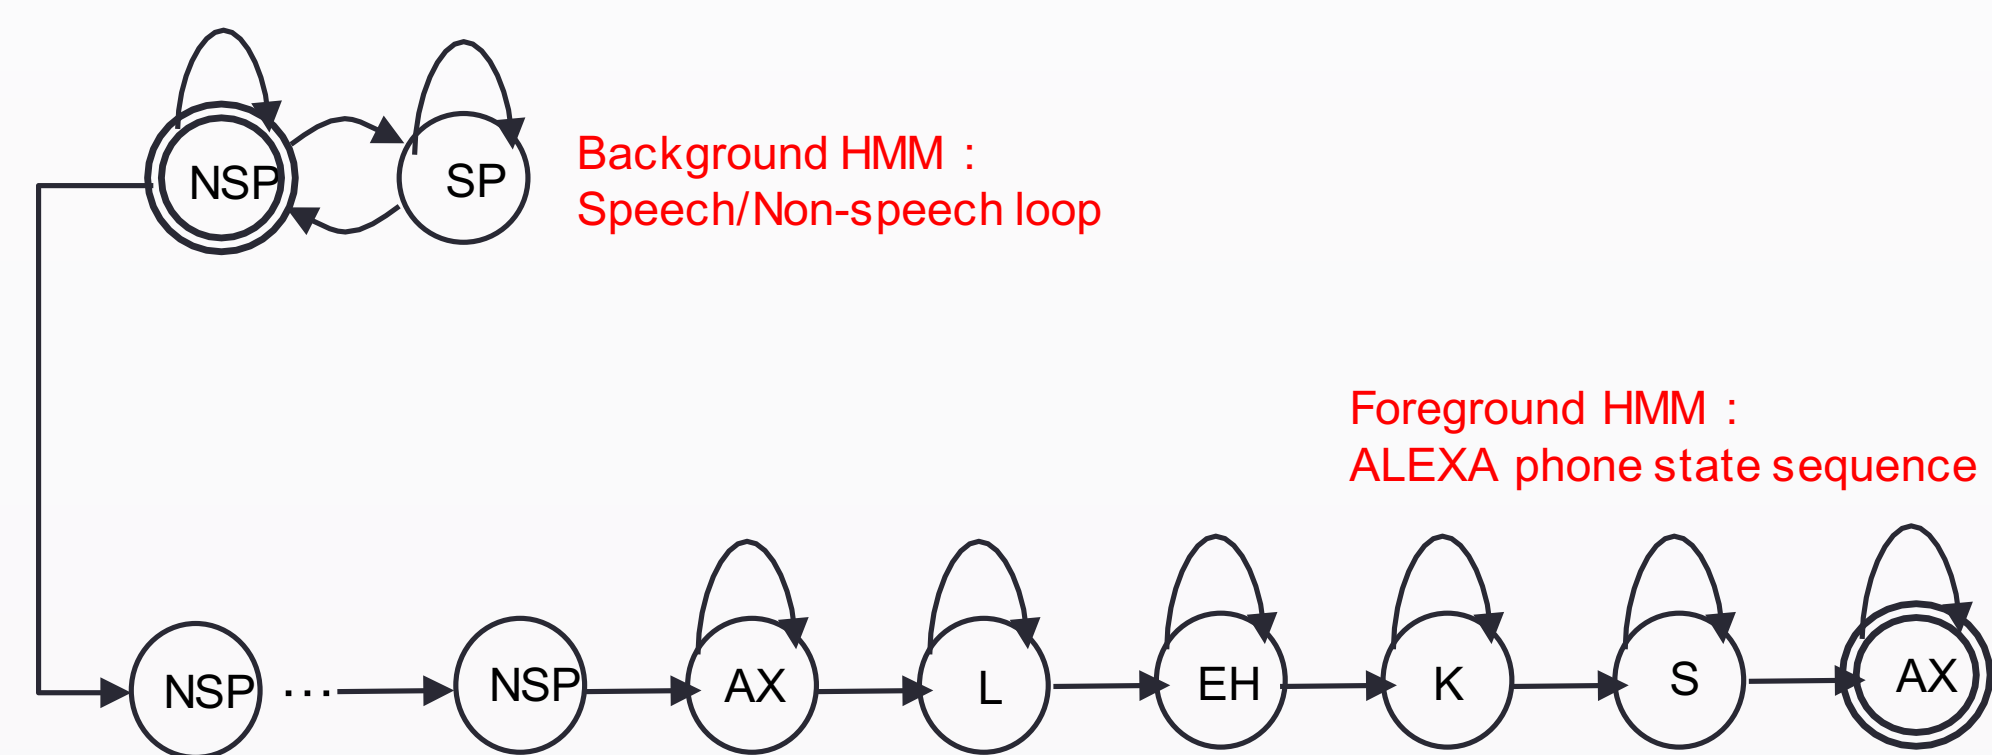 NSP
SP
Background HMM :
Speech/Non-speech loop
Foreground HMM :
ALEXA phone state sequence
NSP ... NSP AX L EH K S AX